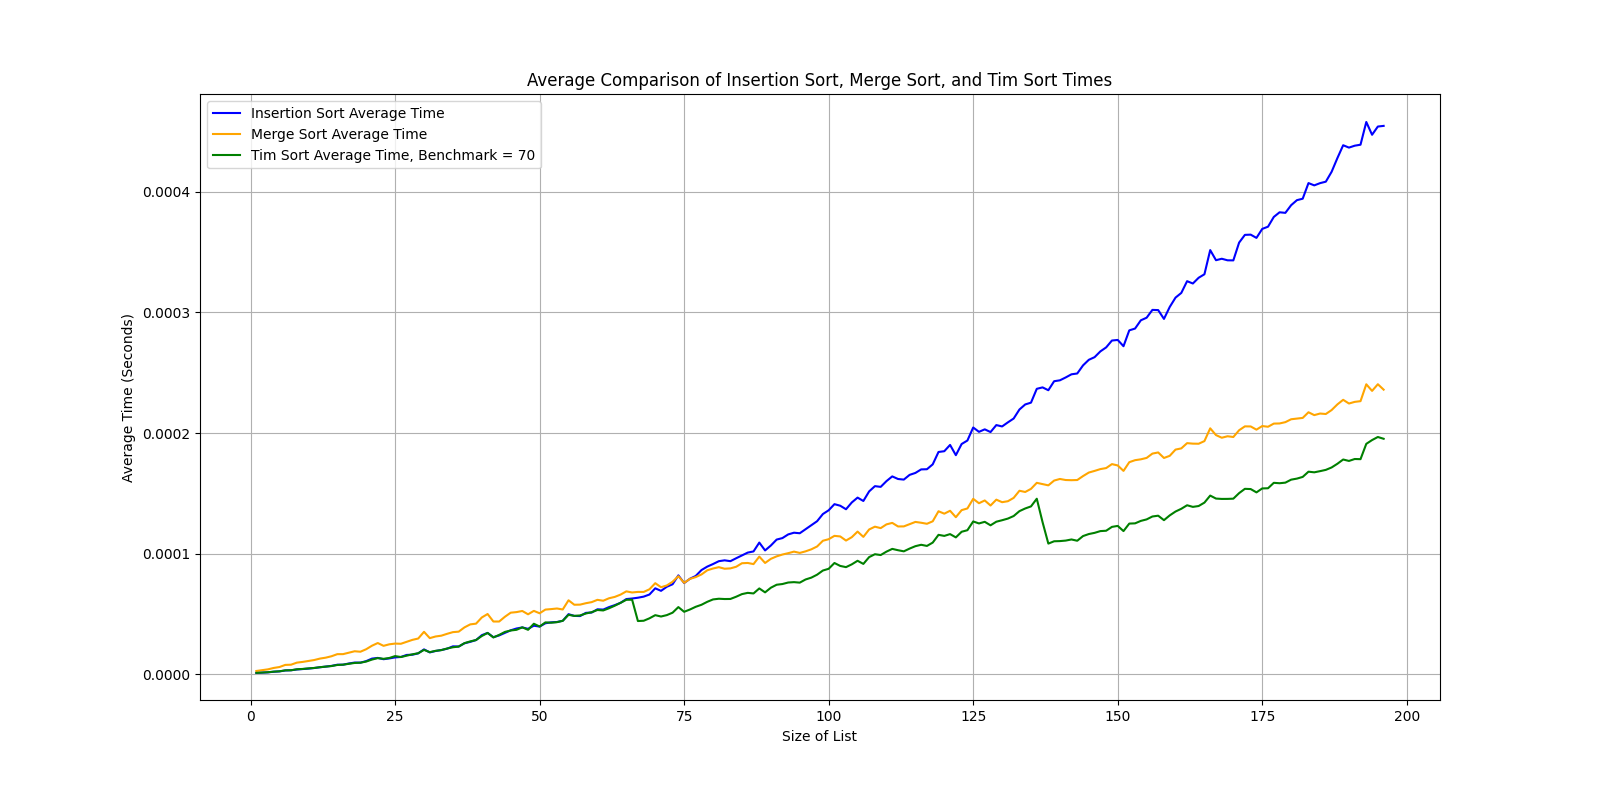 Average Comparison of Insertion Sort, Merge Sort, and Tim Sort Times
Insertion Sort Average Time
Merge Sort Average Time
Tim Sort Average Time, Benchmark = 70
Average Time (Seconds)
0.0004
0.0003
0.0002
0.0001
0.0000
0 25 50 75 100 125 150 175 200
Size of List